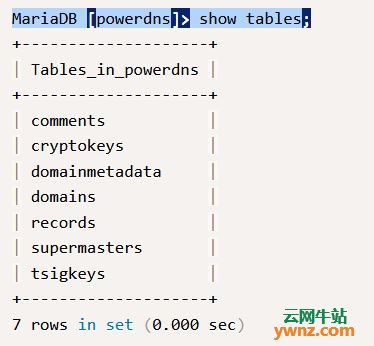 MariaDB [powerdns]> show tables;
+--------------------+
| Tables_in_powerdns |
+--------------------+
| comments           |
| cryptokeys         |
| domainmetadata     |
| domains            |
| records            |
| supermasters       |
| tsigkeys           |
+--------------------+
7 rows in set (0.000 sec)
云网牛站
ywnz.com